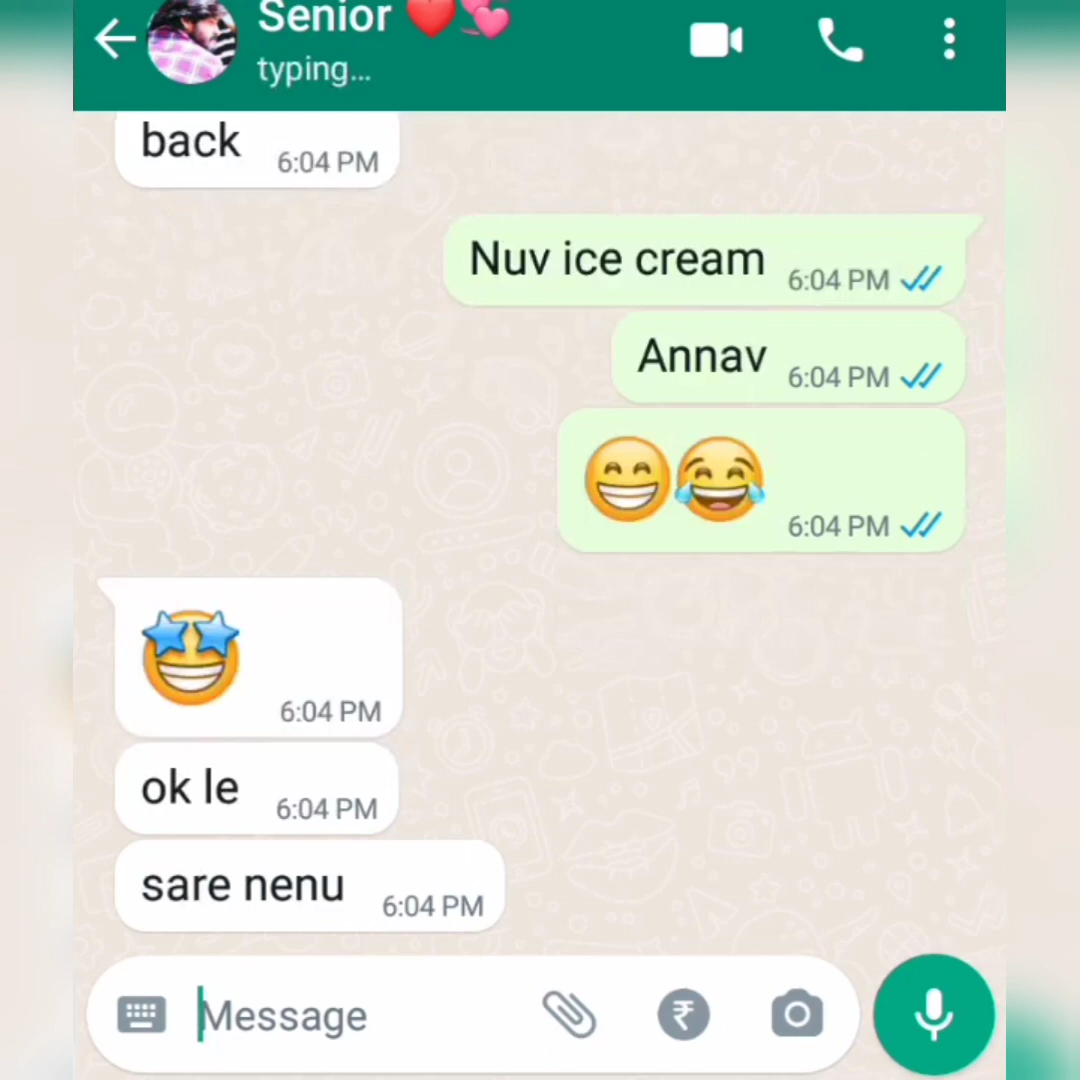 Senior ❤️💕
typing...
back 6:04 PM
Nuv ice cream 6:04 PM
Annav 6:04 PM
😁😂 6:04 PM
🤩 6:04 PM
ok le 6:04 PM
sare nenu 6:04 PM
Message